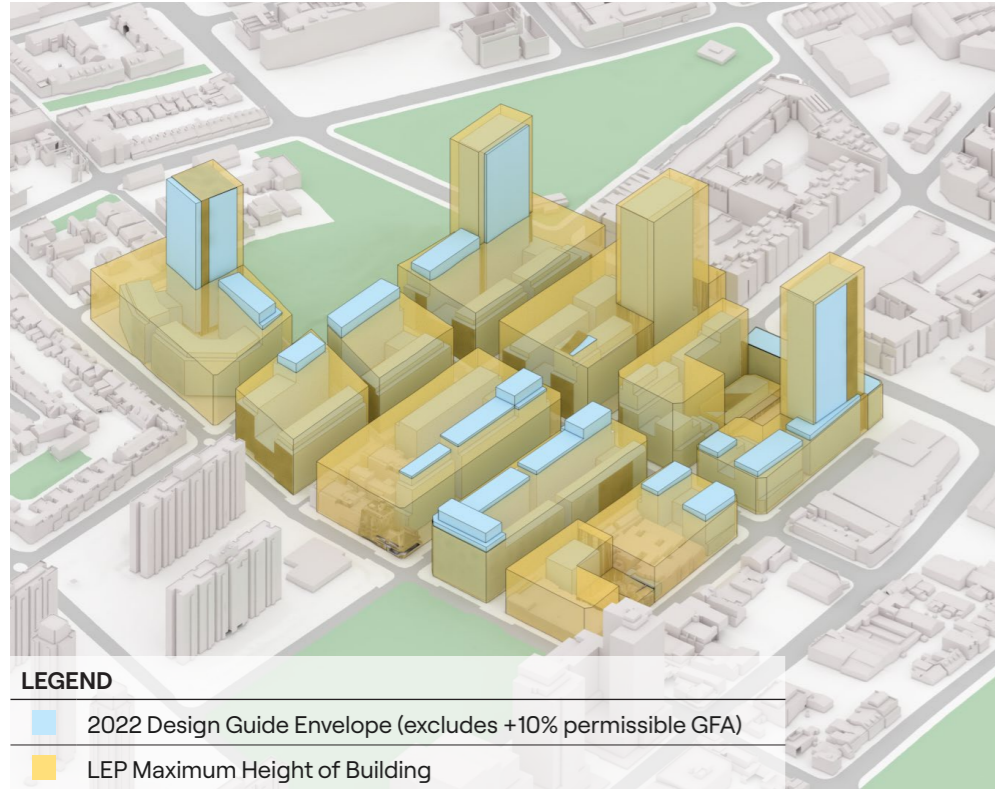 LEGEND
2022 Design Guide Envelope (excludes +10% permissible GFA)
LEP Maximum Height of Building